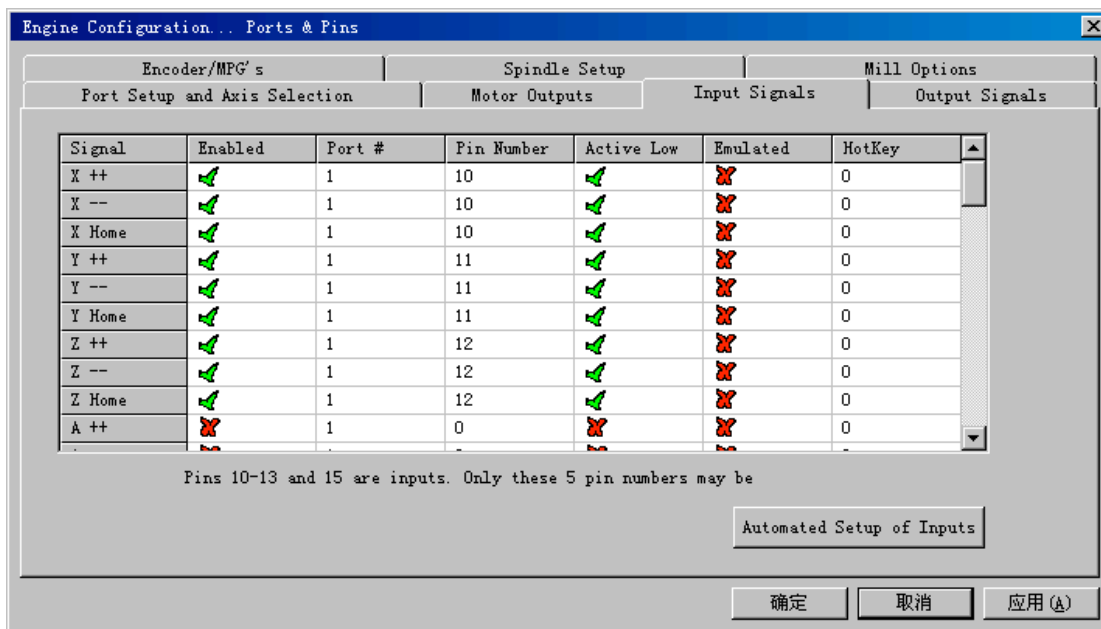 Engine Configuration... Ports & Pins
Encoder/MPG's Spindle Setup Mill Options
Port Setup and Axis Selection Motor Outputs Input Signals Output Signals
Signal Enabled Port # Pin Number Active Low Emulated HotKey
X ++ 1 10 0
X -- 1 10 0
X Home 1 10 0
Y ++ 1 11 0
Y -- 1 11 0
Y Home 1 11 0
Z ++ 1 12 0
Z -- 1 12 0
Z Home 1 12 0
A ++ 1 0 0
Pins 10-13 and 15 are inputs. Only these 5 pin numbers may be
Automated Setup of Inputs
确定 取消 应用(A)